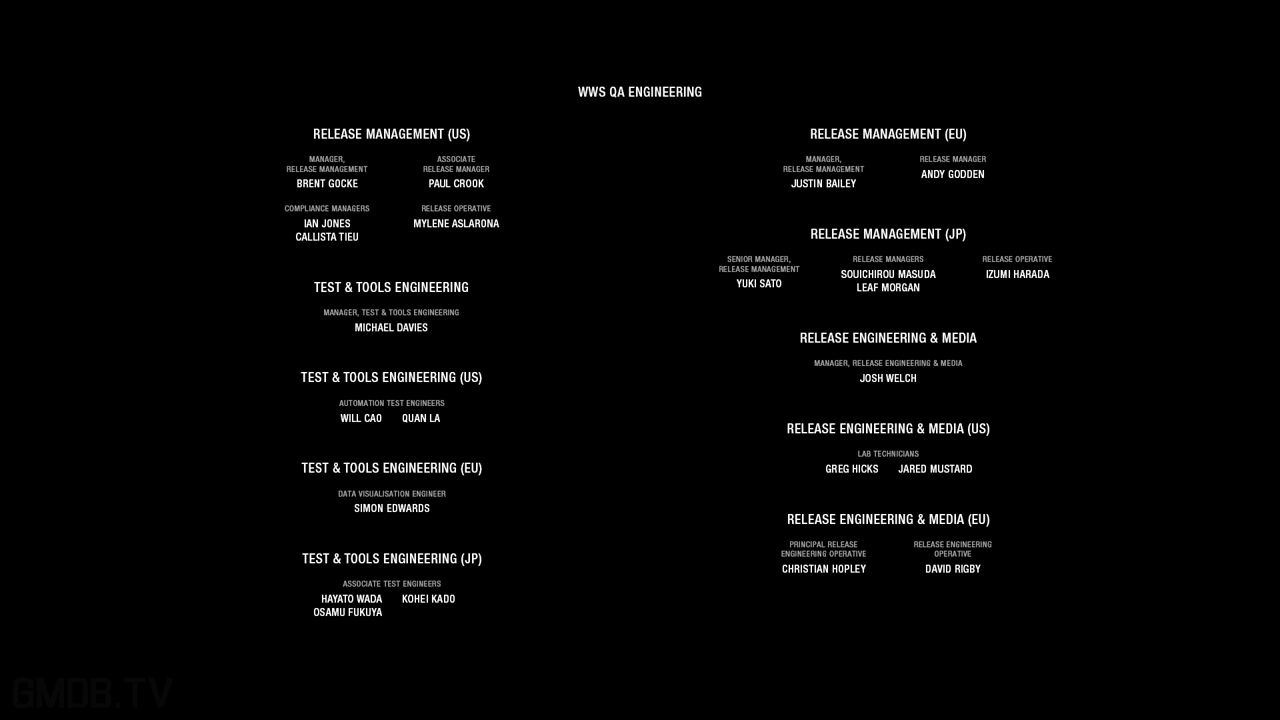 WWS QA ENGINEERING
RELEASE MANAGEMENT (US)
MANAGER,
RELEASE MANAGEMENT
BRENT GOCKE
ASSOCIATE
RELEASE MANAGER
PAUL CROOK
COMPLIANCE MANAGERS
IAN JONES
CALLISTA TIEU
RELEASE OPERATIVE
MYLENE ASLARONA
TEST & TOOLS ENGINEERING
MANAGER, TEST & TOOLS ENGINEERING
MICHAEL DAVIES
TEST & TOOLS ENGINEERING (US)
AUTOMATION TEST ENGINEERS
WILL CAO QUAN LA
TEST & TOOLS ENGINEERING (EU)
DATA VISUALISATION ENGINEER
SIMON EDWARDS
TEST & TOOLS ENGINEERING (JP)
ASSOCIATE TEST ENGINEERS
HAYATO WADA KOHEI KADO
OSAMU FUKUYA
RELEASE MANAGEMENT (EU)
MANAGER,
RELEASE MANAGEMENT
JUSTIN BAILEY
RELEASE MANAGER
ANDY GODDEN
RELEASE MANAGEMENT (JP)
SENIOR MANAGER,
RELEASE MANAGEMENT
YUKI SATO
RELEASE MANAGERS
SOUICHIROU MASUDA
LEAF MORGAN
RELEASE OPERATIVE
IZUMI HARADA
RELEASE ENGINEERING & MEDIA
MANAGER, RELEASE ENGINEERING & MEDIA
JOSH WELCH
RELEASE ENGINEERING & MEDIA (US)
LAB TECHNICIANS
GREG HICKS JARED MUSTARD
RELEASE ENGINEERING & MEDIA (EU)
PRINCIPAL RELEASE
ENGINEERING OPERATIVE
CHRISTIAN HOPLEY
RELEASE ENGINEERING
OPERATIVE
DAVID RIGBY
GMDB.TV